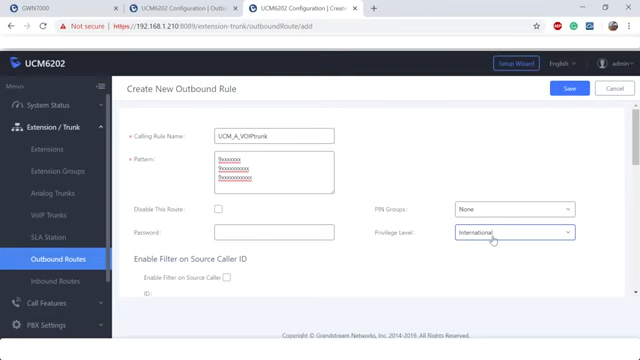 GWN7000
UCM6202 Configuration | Outbou
UCM6202 Configuration | Create
https://192.168.1.210:8089/extension-trunk/outboundRoute/add
UCM6202
Setup Wizard
English
admin
Menus
System Status
Extension / Trunk
Extensions
Extension Groups
Analog Trunks
VoIP Trunks
SLA Station
Outbound Routes
Inbound Routes
Call Features
PBX Settings
Create New Outbound Rule
Save
Cancel
* Calling Rule Name:
UCM_A_VOIPtrunk
* Pattern:
9xxxxxxx
9xxxxxxxxxx
9xxxxxxxxxxx
Disable This Route:
PIN Groups:
None
Password:
Privilege Level:
International
Enable Filter on Source Caller ID
Enable Filter on Source Caller
ID:
Copyright © Grandstream Networks, Inc. 2014-2019. All Rights Reserved.